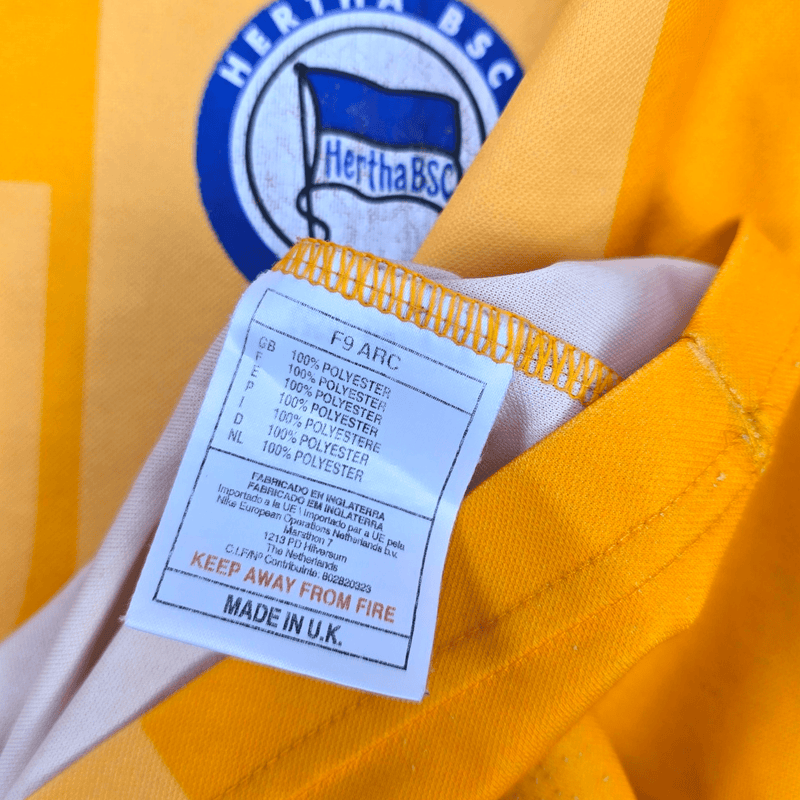 HERTHA BSC
HerthaBSC
F9 ARC
GB 100% POLYESTER
F 100% POLYESTER
E 100% POLYESTER
P 100% POLYESTER
I 100% POLIESTERE
D 100% POLYESTER
NL 100% POLYESTER
FABRICADO EN INGLATERRA
FABRICADO EM INGLATERRA
Importado a la UE \ Importado par a UE pela
Nike European Operations Netherlands b.v.
Marathon 7
1213 PD Hilversum
The Netherlands
C.I.F/Nº Contribuinte: 802820323
KEEP AWAY FROM FIRE
MADE IN U.K.